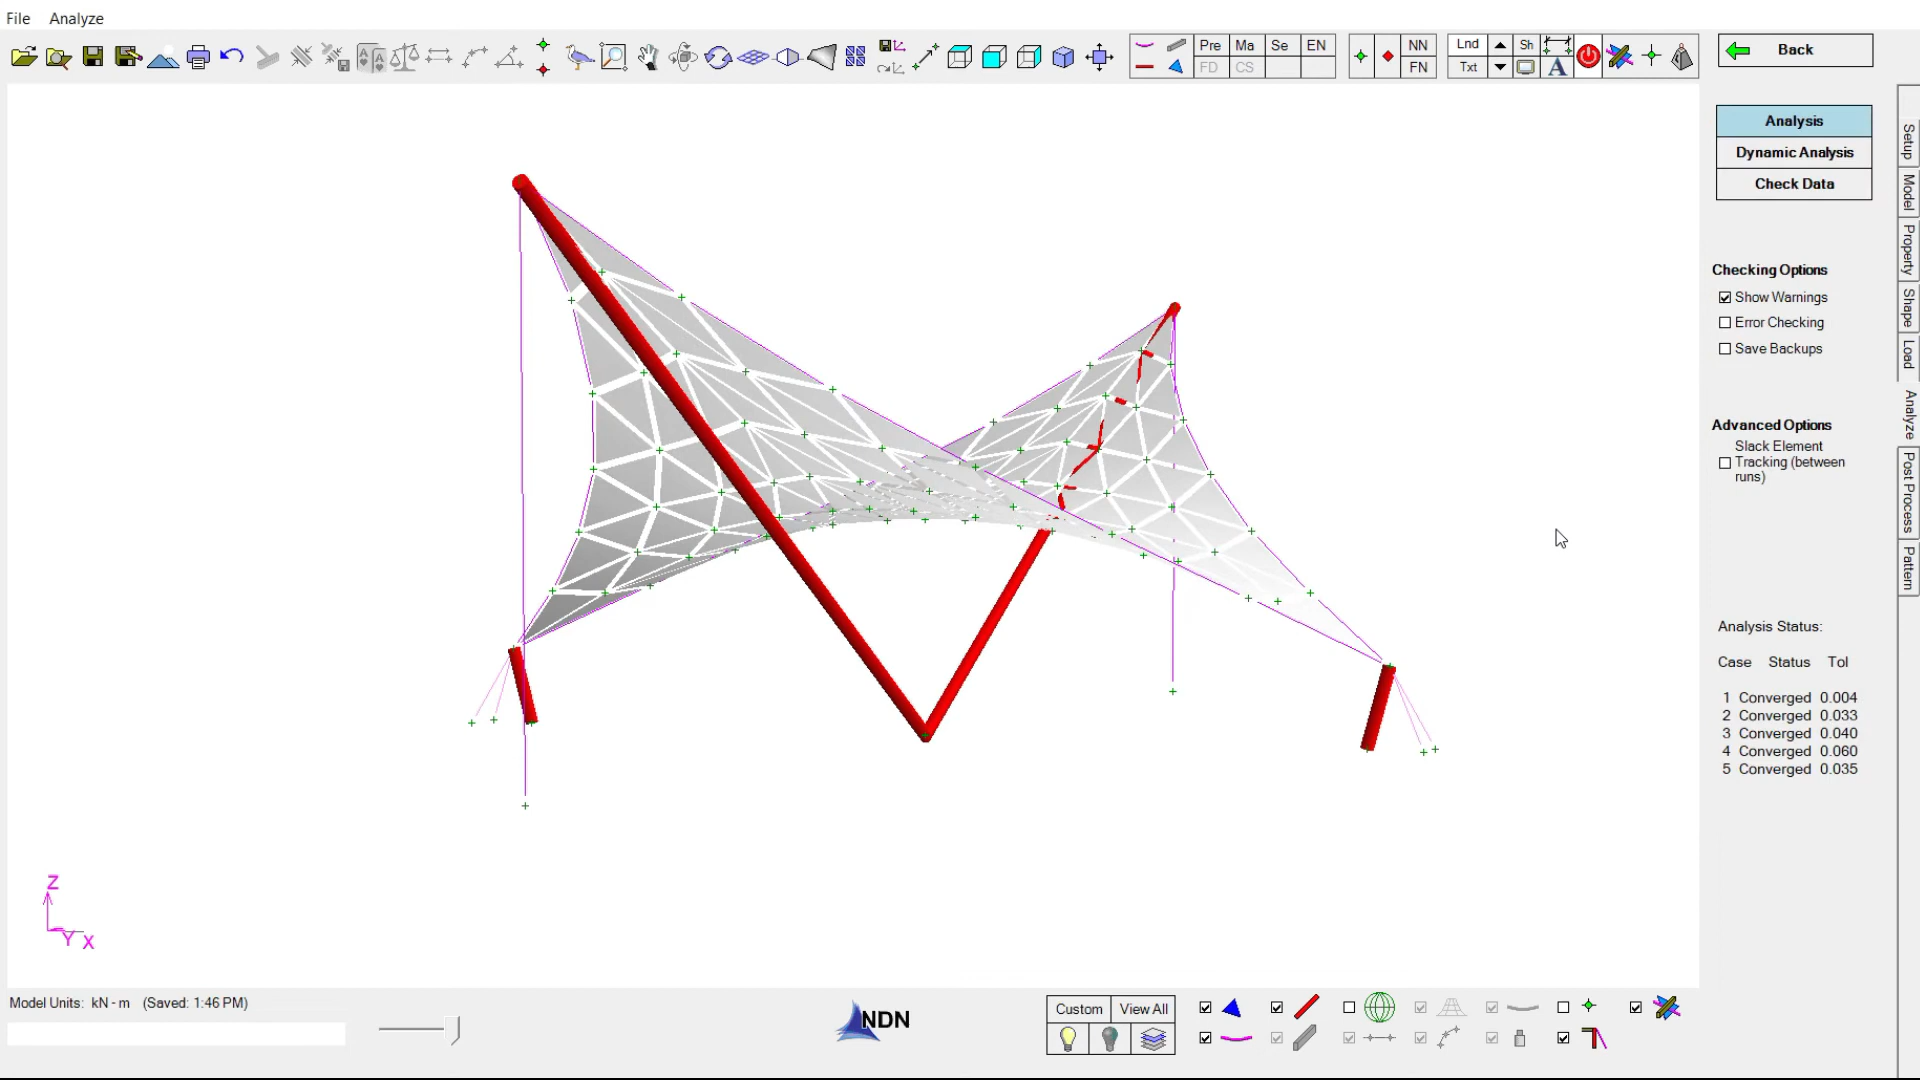 File Analyze
Pre Ma Se EN NN Lnd Sh
FD CS FN Txt A
Back
Analysis
Dynamic Analysis
Check Data
Checking Options
Show Warnings
Error Checking
Save Backups
Advanced Options
Slack Element
Tracking (between
runs)
Analysis Status:
Case Status Tol
1 Converged 0.004
2 Converged 0.033
3 Converged 0.040
4 Converged 0.060
5 Converged 0.035
Setup
Model
Property
Shape
Load
Analyze
Post Process
Pattern
Z
Y X
Model Units: kN - m (Saved: 1:46 PM)
NDN
Custom View All